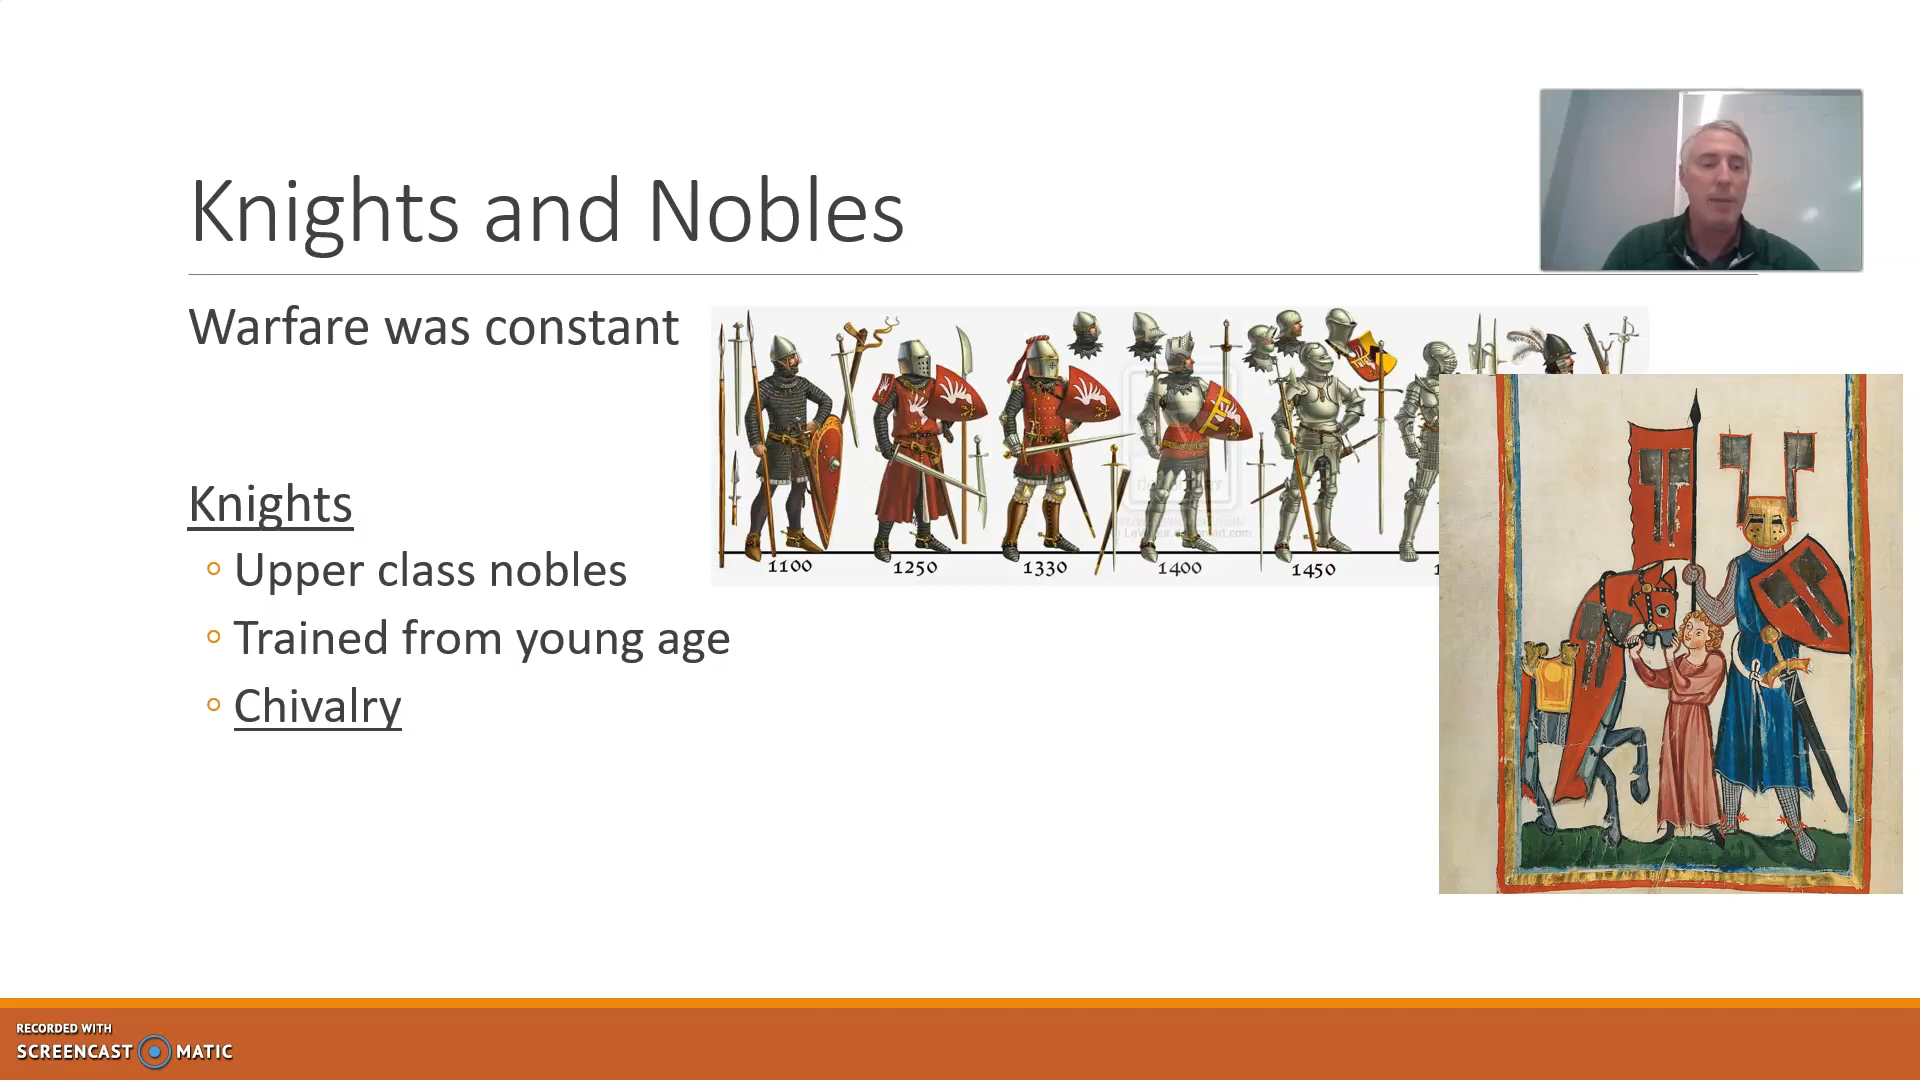 Knights and Nobles
Warfare was constant
Knights
Upper class nobles
Trained from young age
Chivalry
1100 1250 1330 1400 1450
RECORDED WITH
SCREENCAST MATIC